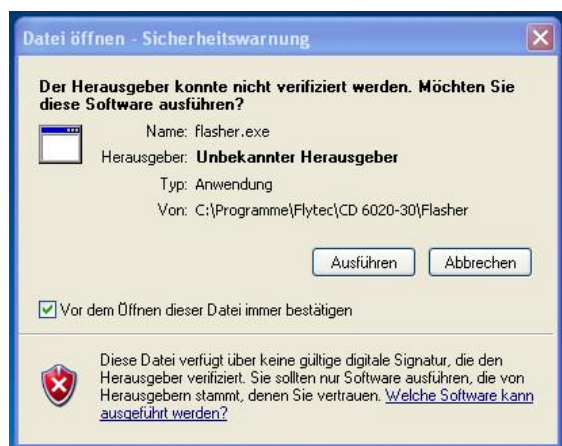 Datei öffnen - Sicherheitswarnung
Der Herausgeber konnte nicht verifiziert werden. Möchten Sie
diese Software ausführen?
Name: flasher.exe
Herausgeber: Unbekannter Herausgeber
Typ: Anwendung
Von: C:\Programme\Flytec\CD 6020-30\Flasher
Ausführen Abbrechen
Vor dem Öffnen dieser Datei immer bestätigen
Diese Datei verfügt über keine gültige digitale Signatur, die den
Herausgeber verifiziert. Sie sollten nur Software ausführen, die von
Herausgebern stammt, denen Sie vertrauen. Welche Software kann
ausgeführt werden?